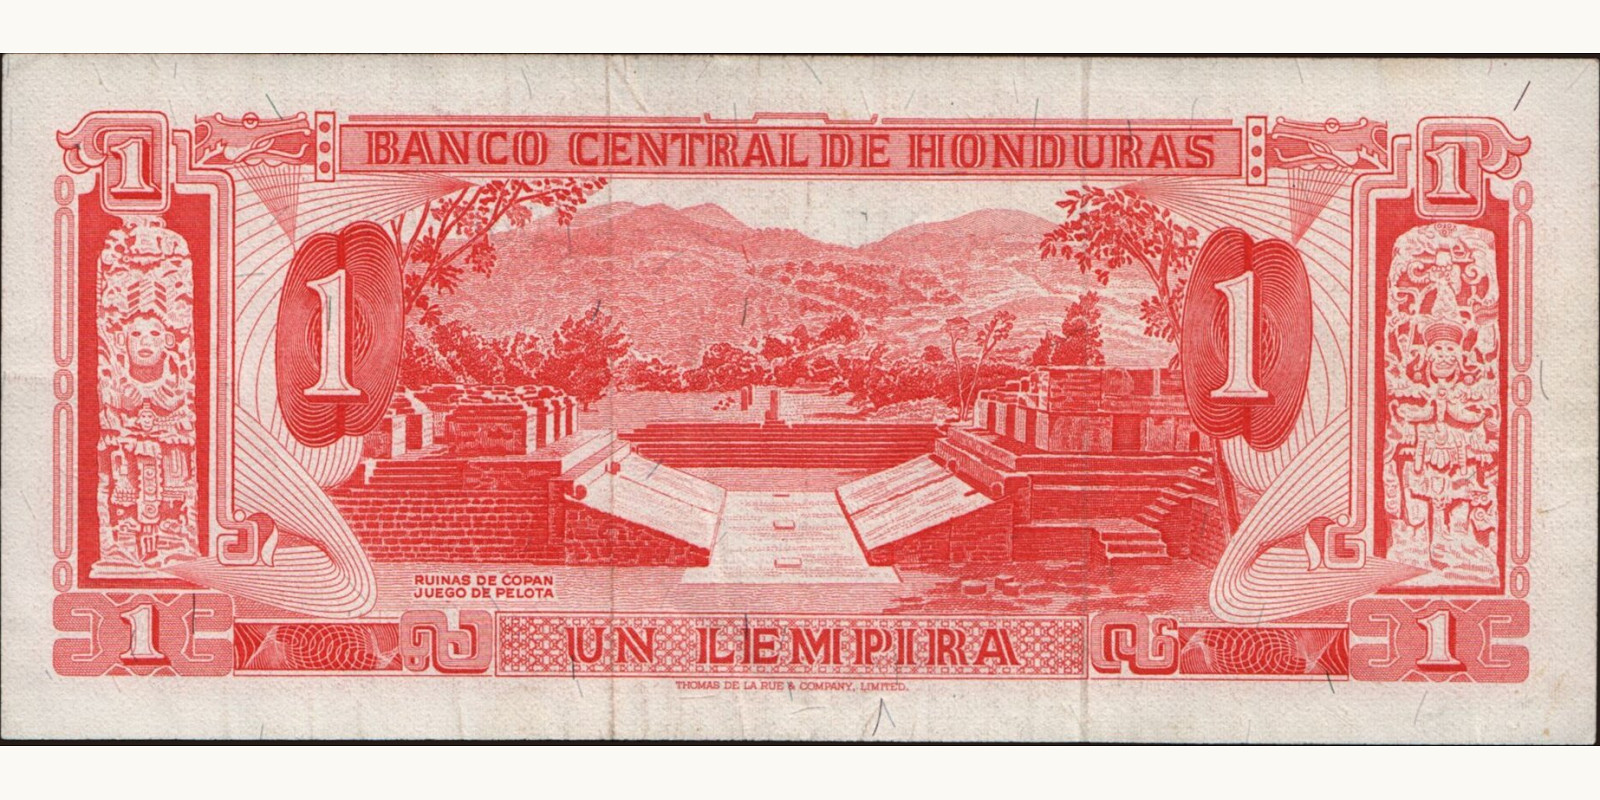 1
BANCO CENTRAL DE HONDURAS
1
1
1
RUINAS DE COPAN
JUEGO DE PELOTA
1
UN LEMPIRA
1
THOMAS DE LA RUE & COMPANY, LIMITED.